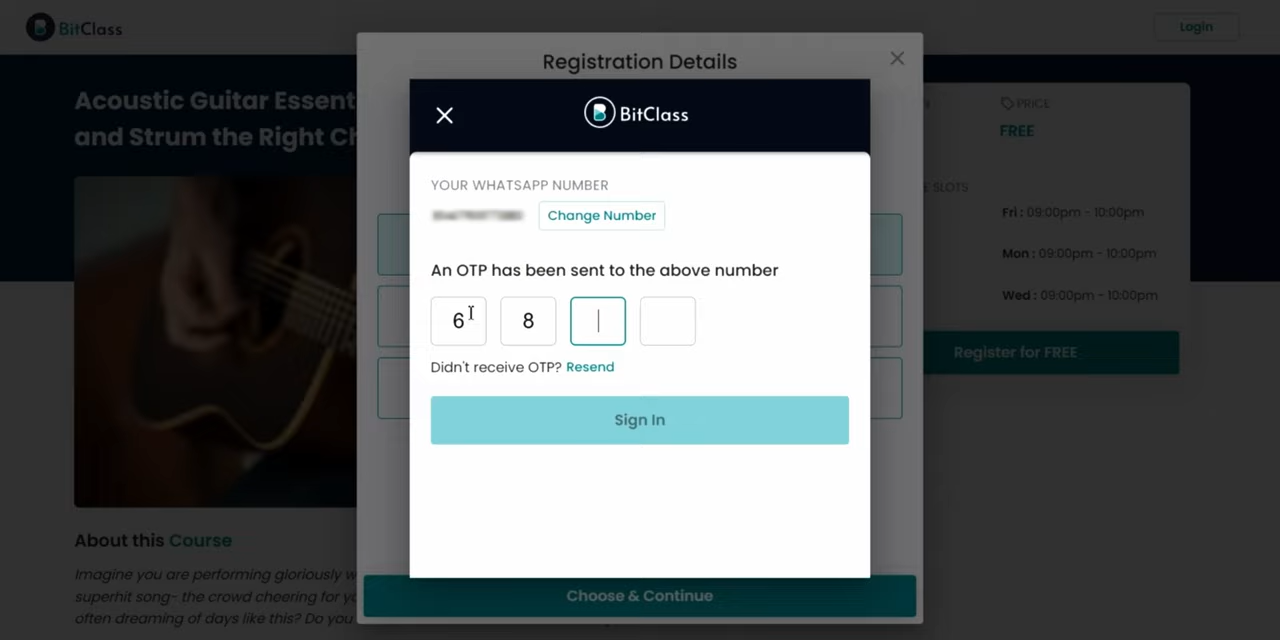 BitClass
Login
Acoustic Guitar Essent
and Strum the Right Ch
Registration Details
PRICE
FREE
SLOTS
Fri : 09:00pm - 10:00pm
Mon : 09:00pm - 10:00pm
Wed : 09:00pm - 10:00pm
Register for FREE
BitClass
YOUR WHATSAPP NUMBER
Change Number
An OTP has been sent to the above number
6 8
Didn't receive OTP? Resend
Sign In
About this Course
Imagine you are performing gloriously w
superhit song- the crowd cheering for yo
often dreaming of days like this? Do you
Choose & Continue